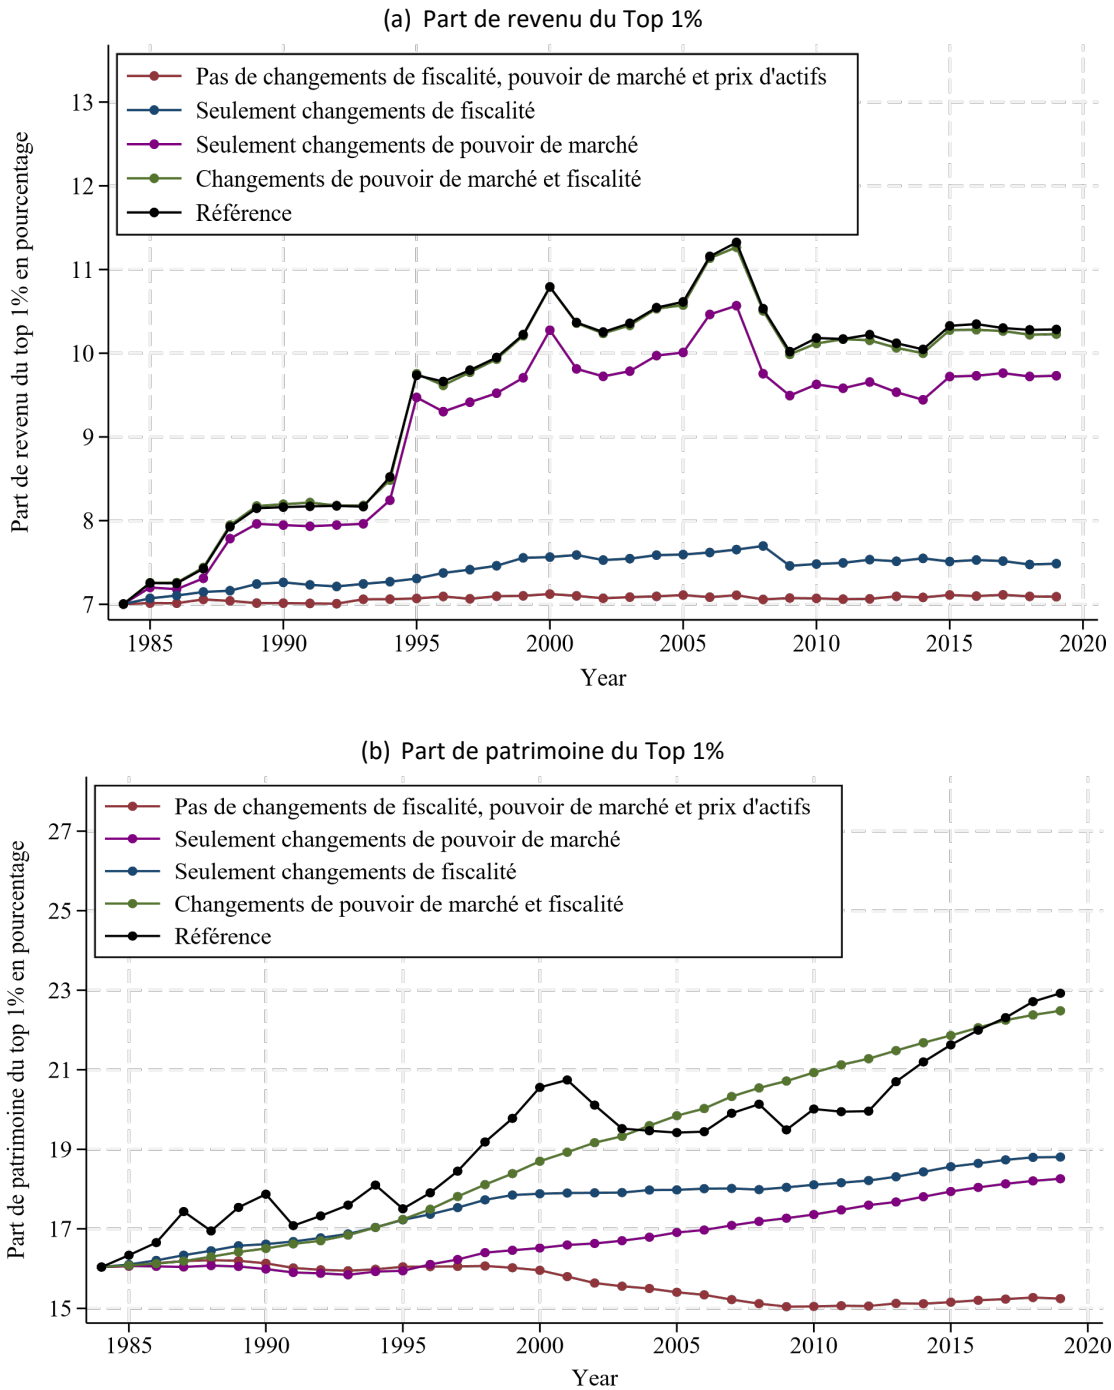 (a) Part de revenu du Top 1%
Pas de changements de fiscalité, pouvoir de marché et prix d'actifs
Seulement changements de fiscalité
Seulement changements de pouvoir de marché
Changements de pouvoir de marché et fiscalité
Référence
Part de revenu du top 1% en pourcentage
13
12
11
10
9
8
7
1985 1990 1995 2000 2005 2010 2015 2020
Year
(b) Part de patrimoine du Top 1%
Pas de changements de fiscalité, pouvoir de marché et prix d'actifs
Seulement changements de pouvoir de marché
Seulement changements de fiscalité
Changements de pouvoir de marché et fiscalité
Référence
Part de patrimoine du top 1% en pourcentage
27
25
23
21
19
17
15
1985 1990 1995 2000 2005 2010 2015 2020
Year